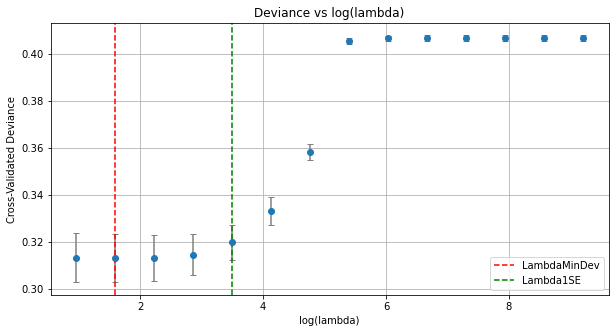 Deviance vs log(lambda)
Cross-Validated Deviance
0.40
0.38
0.36
0.34
0.32
0.30
2 4 6 8
log(lambda)
LambdaMinDev
Lambda1SE